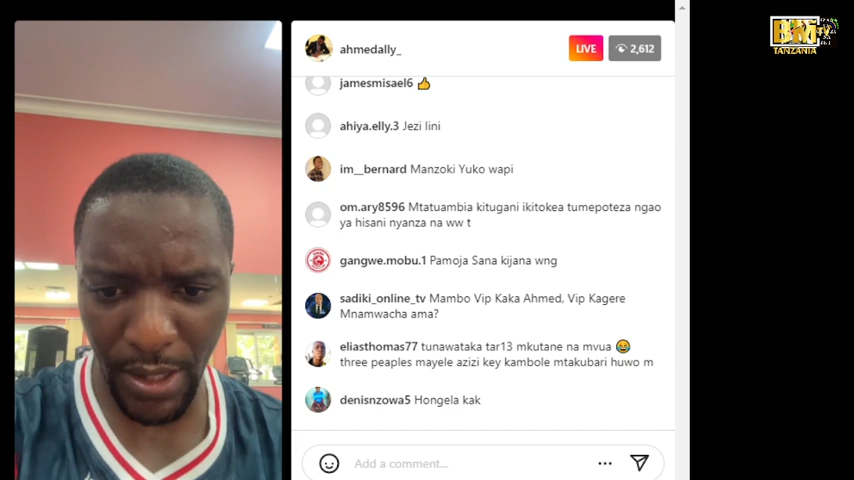 ahmedally_
LIVE
2,612
BM
TANZANIA
jamesmisael6 👍
ahiya.elly.3 Jezi lini
im__bernard Manzoki Yuko wapi
om.ary8596 Mtatuambia kitugani ikitokea tumepoteza ngao
ya hisani nyanza na ww t
gangwe.mobu.1 Pamoja Sana kijana wng
sadiki_online_tv Mambo Vip Kaka Ahmed, Vip Kagere
Mnamwacha ama?
eliasthomas77 tunawataka tar13 mkutane na mvua 😂
three peaples mayele azizi key kambole mtakubari huwo m
denisnzowa5 Hongela kak
Add a comment...